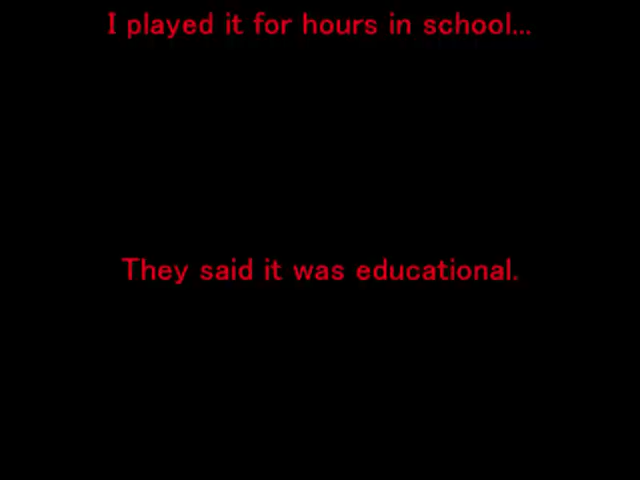 I played it for hours in school...
They said it was educational.